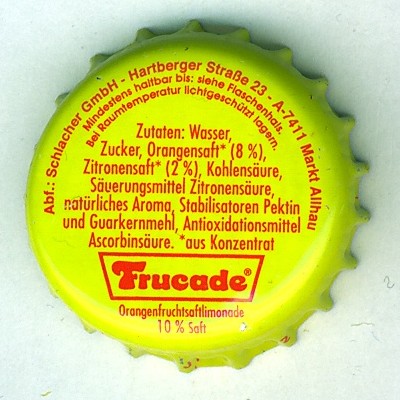 Abf.: Schlacher GmbH - Hartberger Straße 23 - A-7411 Markt Allhau
Mindestens haltbar bis: siehe Flaschenhals.
Bei Raumtemperatur lichtgeschützt lagern.
Zutaten: Wasser,
Zucker, Orangensaft* (8 %),
Zitronensaft* (2 %), Kohlensäure,
Säuerungsmittel Zitronensäure,
natürliches Aroma, Stabilisatoren Pektin
und Guarkernmehl, Antioxidationsmittel
Ascorbinsäure. *aus Konzentrat
Frucade®
Orangenfruchtsaftlimonade
10 % Saft